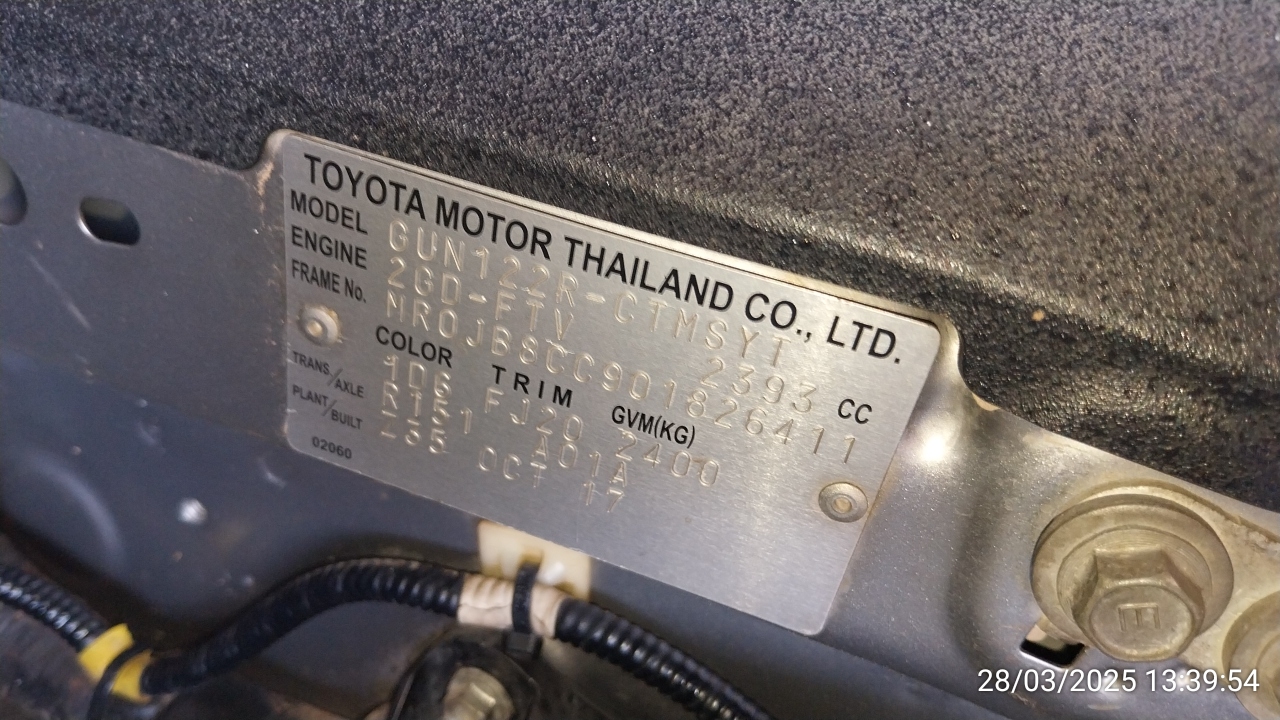 TOYOTA MOTOR THAILAND CO., LTD.
MODEL GUN122R-CTMSYT
ENGINE 2GD-FTV 2393 CC
FRAME No. MR0JB8CC901826411
COLOR TRIM GVM(KG)
1D6 FJ20 2400
TRANS/AXLE R151 A01A
PLANT/BUILT Z35 OCT 17
02060
E
28/03/2025 13:39:54